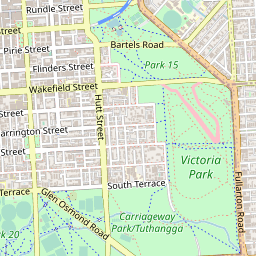 Rundle Street
Bartels Road
Pirie Street
Park 15
Flinders Street
Wakefield Street
Hutt Street
arrington Street
Street
Victoria
Park
Fullarton Road
Terrace
South Terrace
Glen Osmond Road
Carriageway
Park/Tuthangga
rk 20